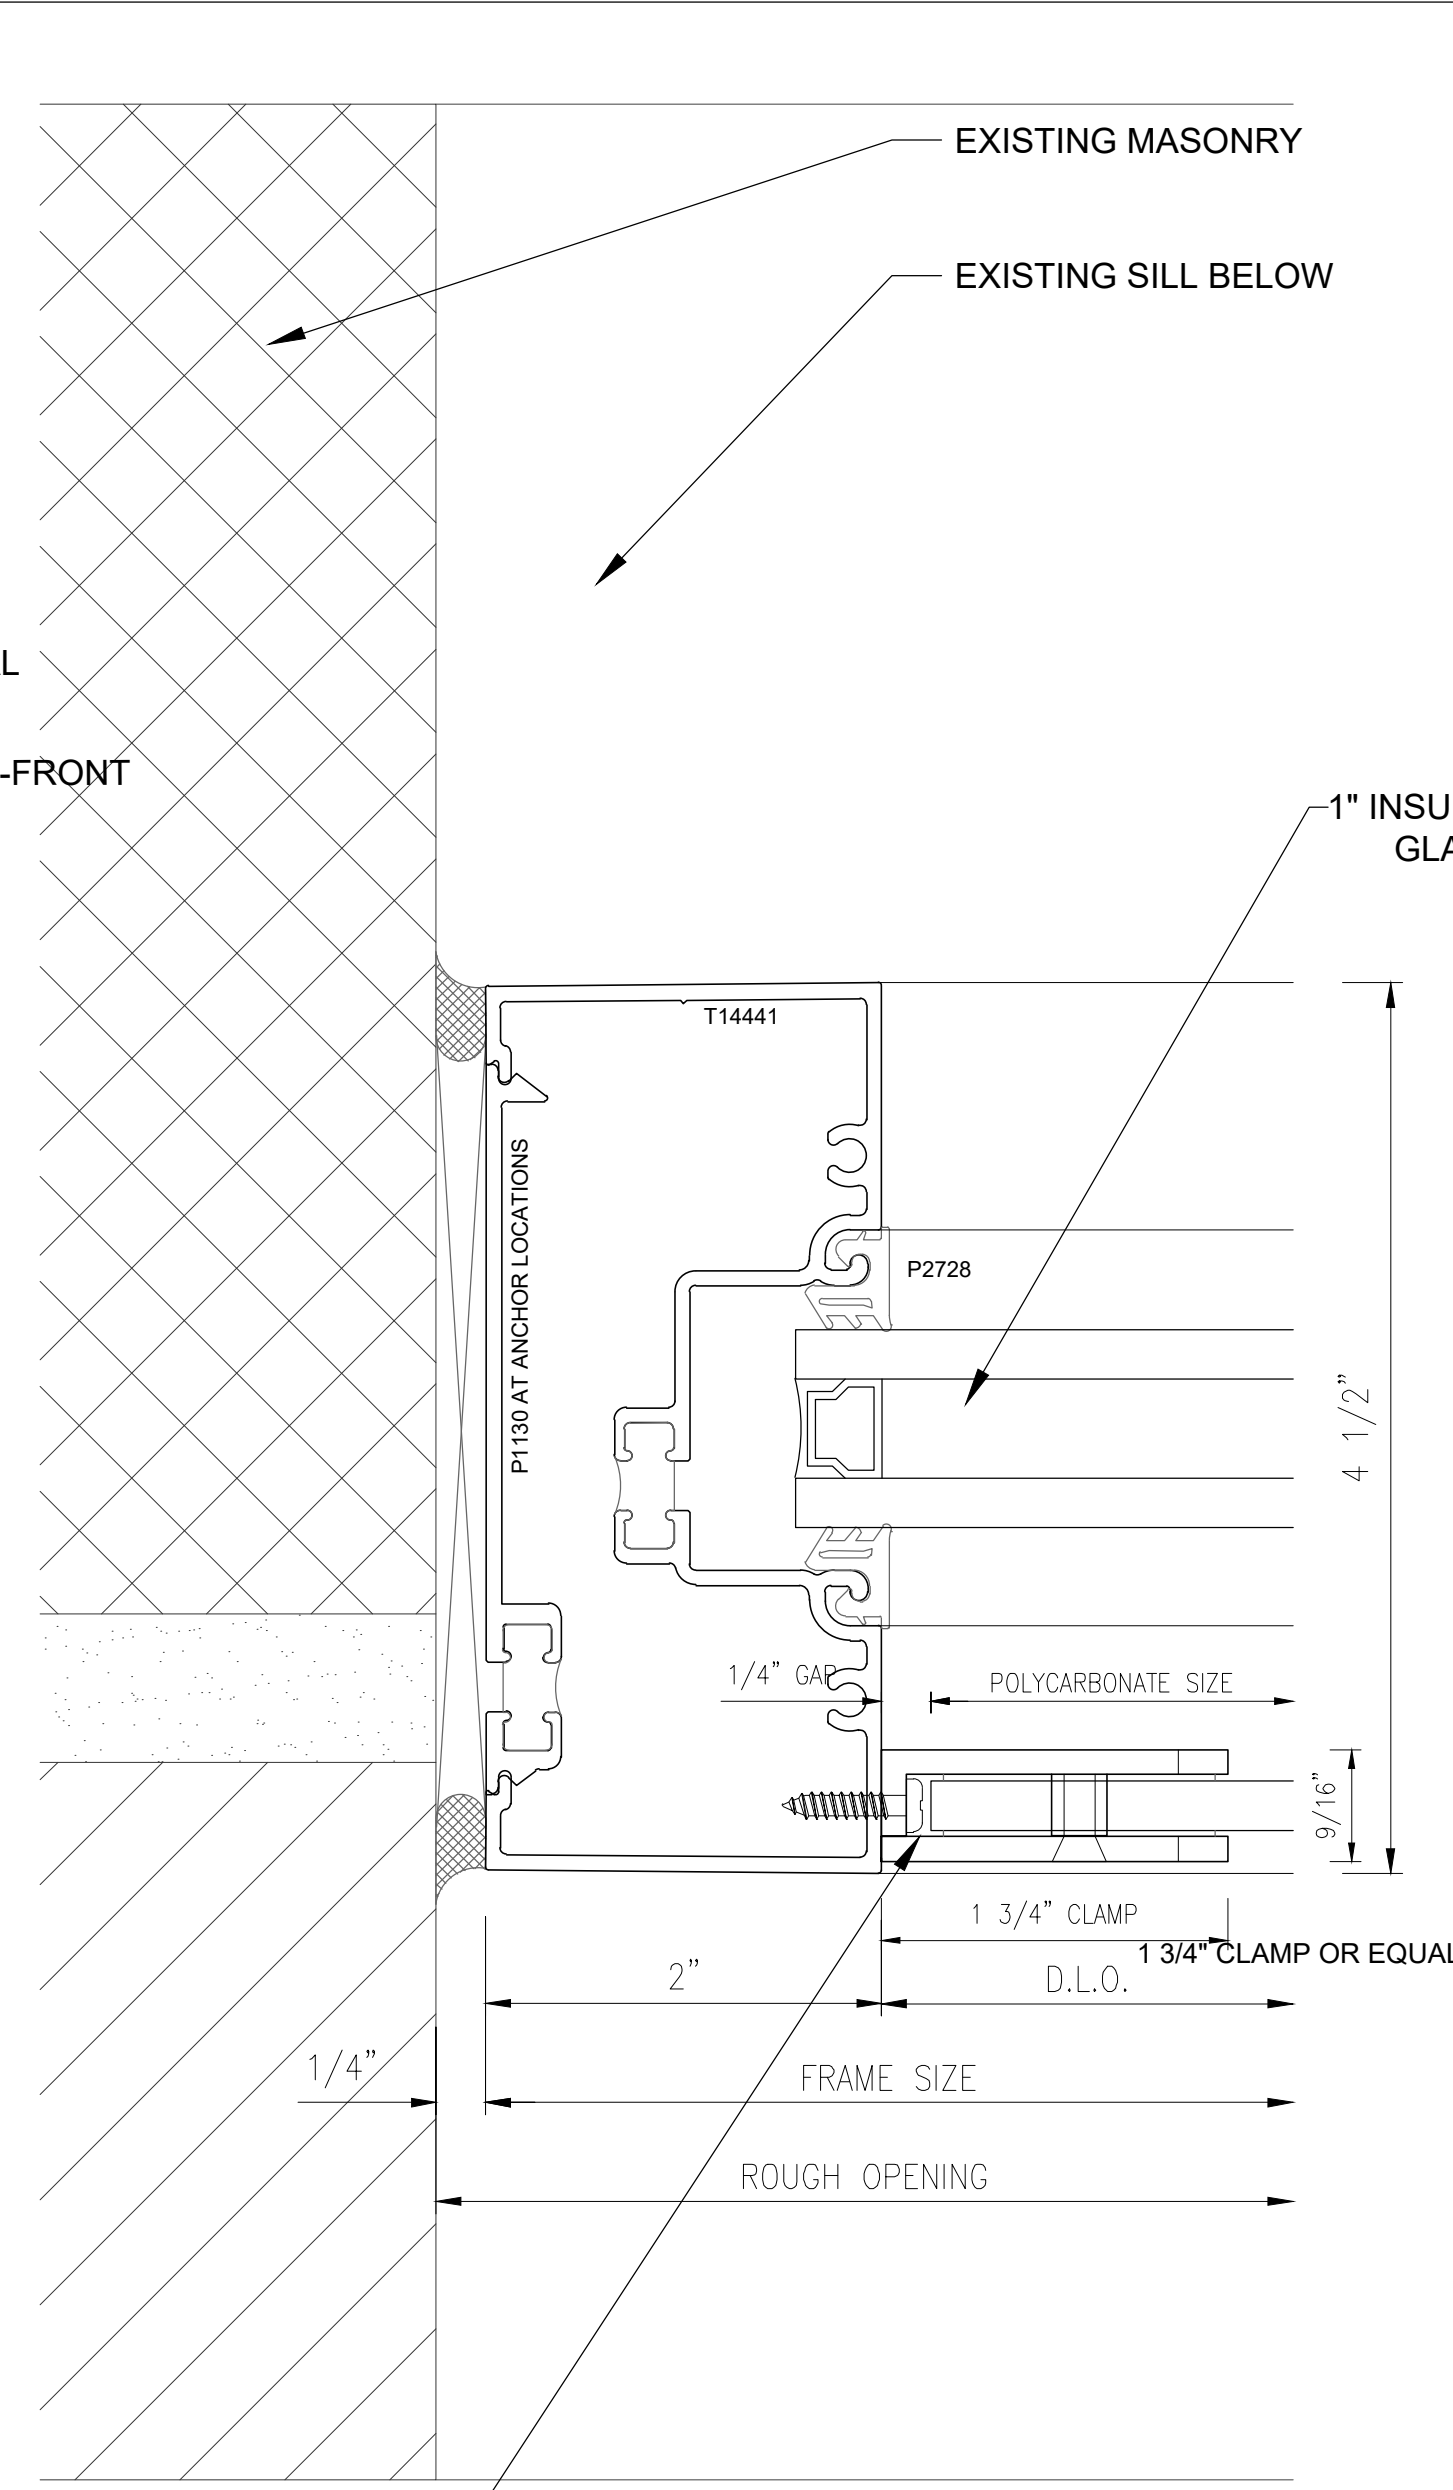 EXISTING MASONRY
EXISTING SILL BELOW
-FRONT
1" INSU
T14441
P1130 AT ANCHOR LOCATIONS
P2728
4 1/2”
1/4” GAP
POLYCARBONATE SIZE
9/16”
1 3/4” CLAMP
1 3/4" CLAMP OR EQUAL
2”
D.L.O.
1/4”
FRAME SIZE
ROUGH OPENING